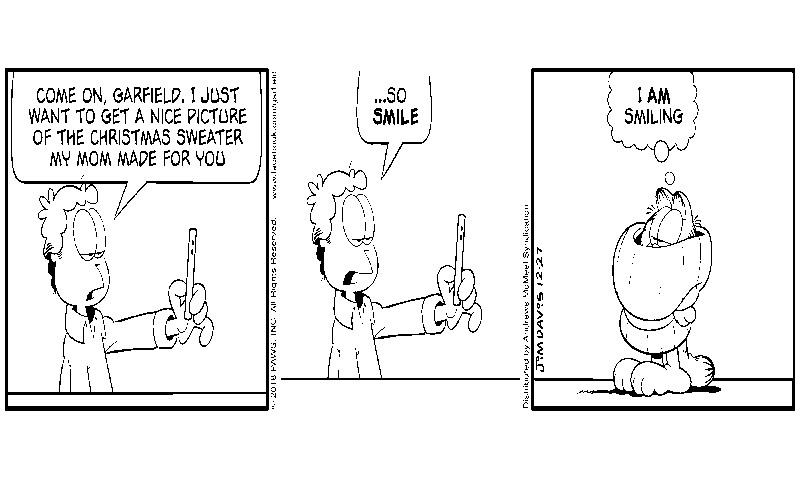 COME ON, GARFIELD. I JUST
WANT TO GET A NICE PICTURE
OF THE CHRISTMAS SWEATER
MY MOM MADE FOR YOU
© 2018 PAWS, INC. All Rights Reserved.
...SO
SMILE
Distributed by Andrews McMeel Syndication
JIM DAVIS 12-27
I AM
SMILING